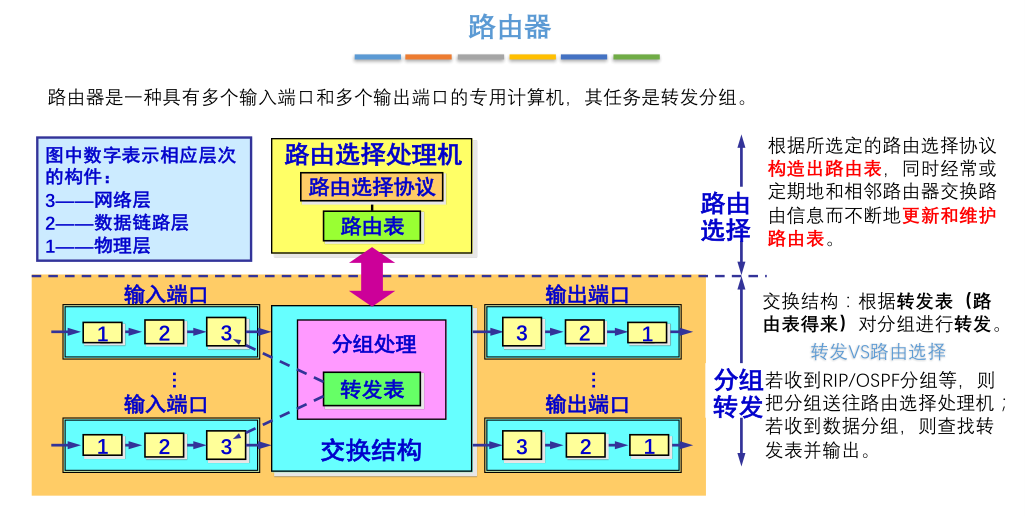 路由器
路由器是一种具有多个输入端口和多个输出端口的专用计算机，其任务是转发分组。
图中数字表示相应层次
的构件：
3——网络层
2——数据链路层
1——物理层
路由选择处理机
路由选择协议
路由表
路由
选择
根据所选定的路由选择协议
构造出路由表，同时经常或
定期地和相邻路由器交换路
由信息而不断地更新和维护
路由表。
输入端口
1
2
3
⋮
输入端口
1
2
3
分组处理
转发表
交换结构
输出端口
3
2
1
⋮
输出端口
3
2
1
分组
转发
交换结构：根据转发表（路
由表得来）对分组进行转发。
转发VS路由选择
若收到RIP/OSPF分组等，则
把分组送往路由选择处理机；
若收到数据分组，则查找转
发表并输出。